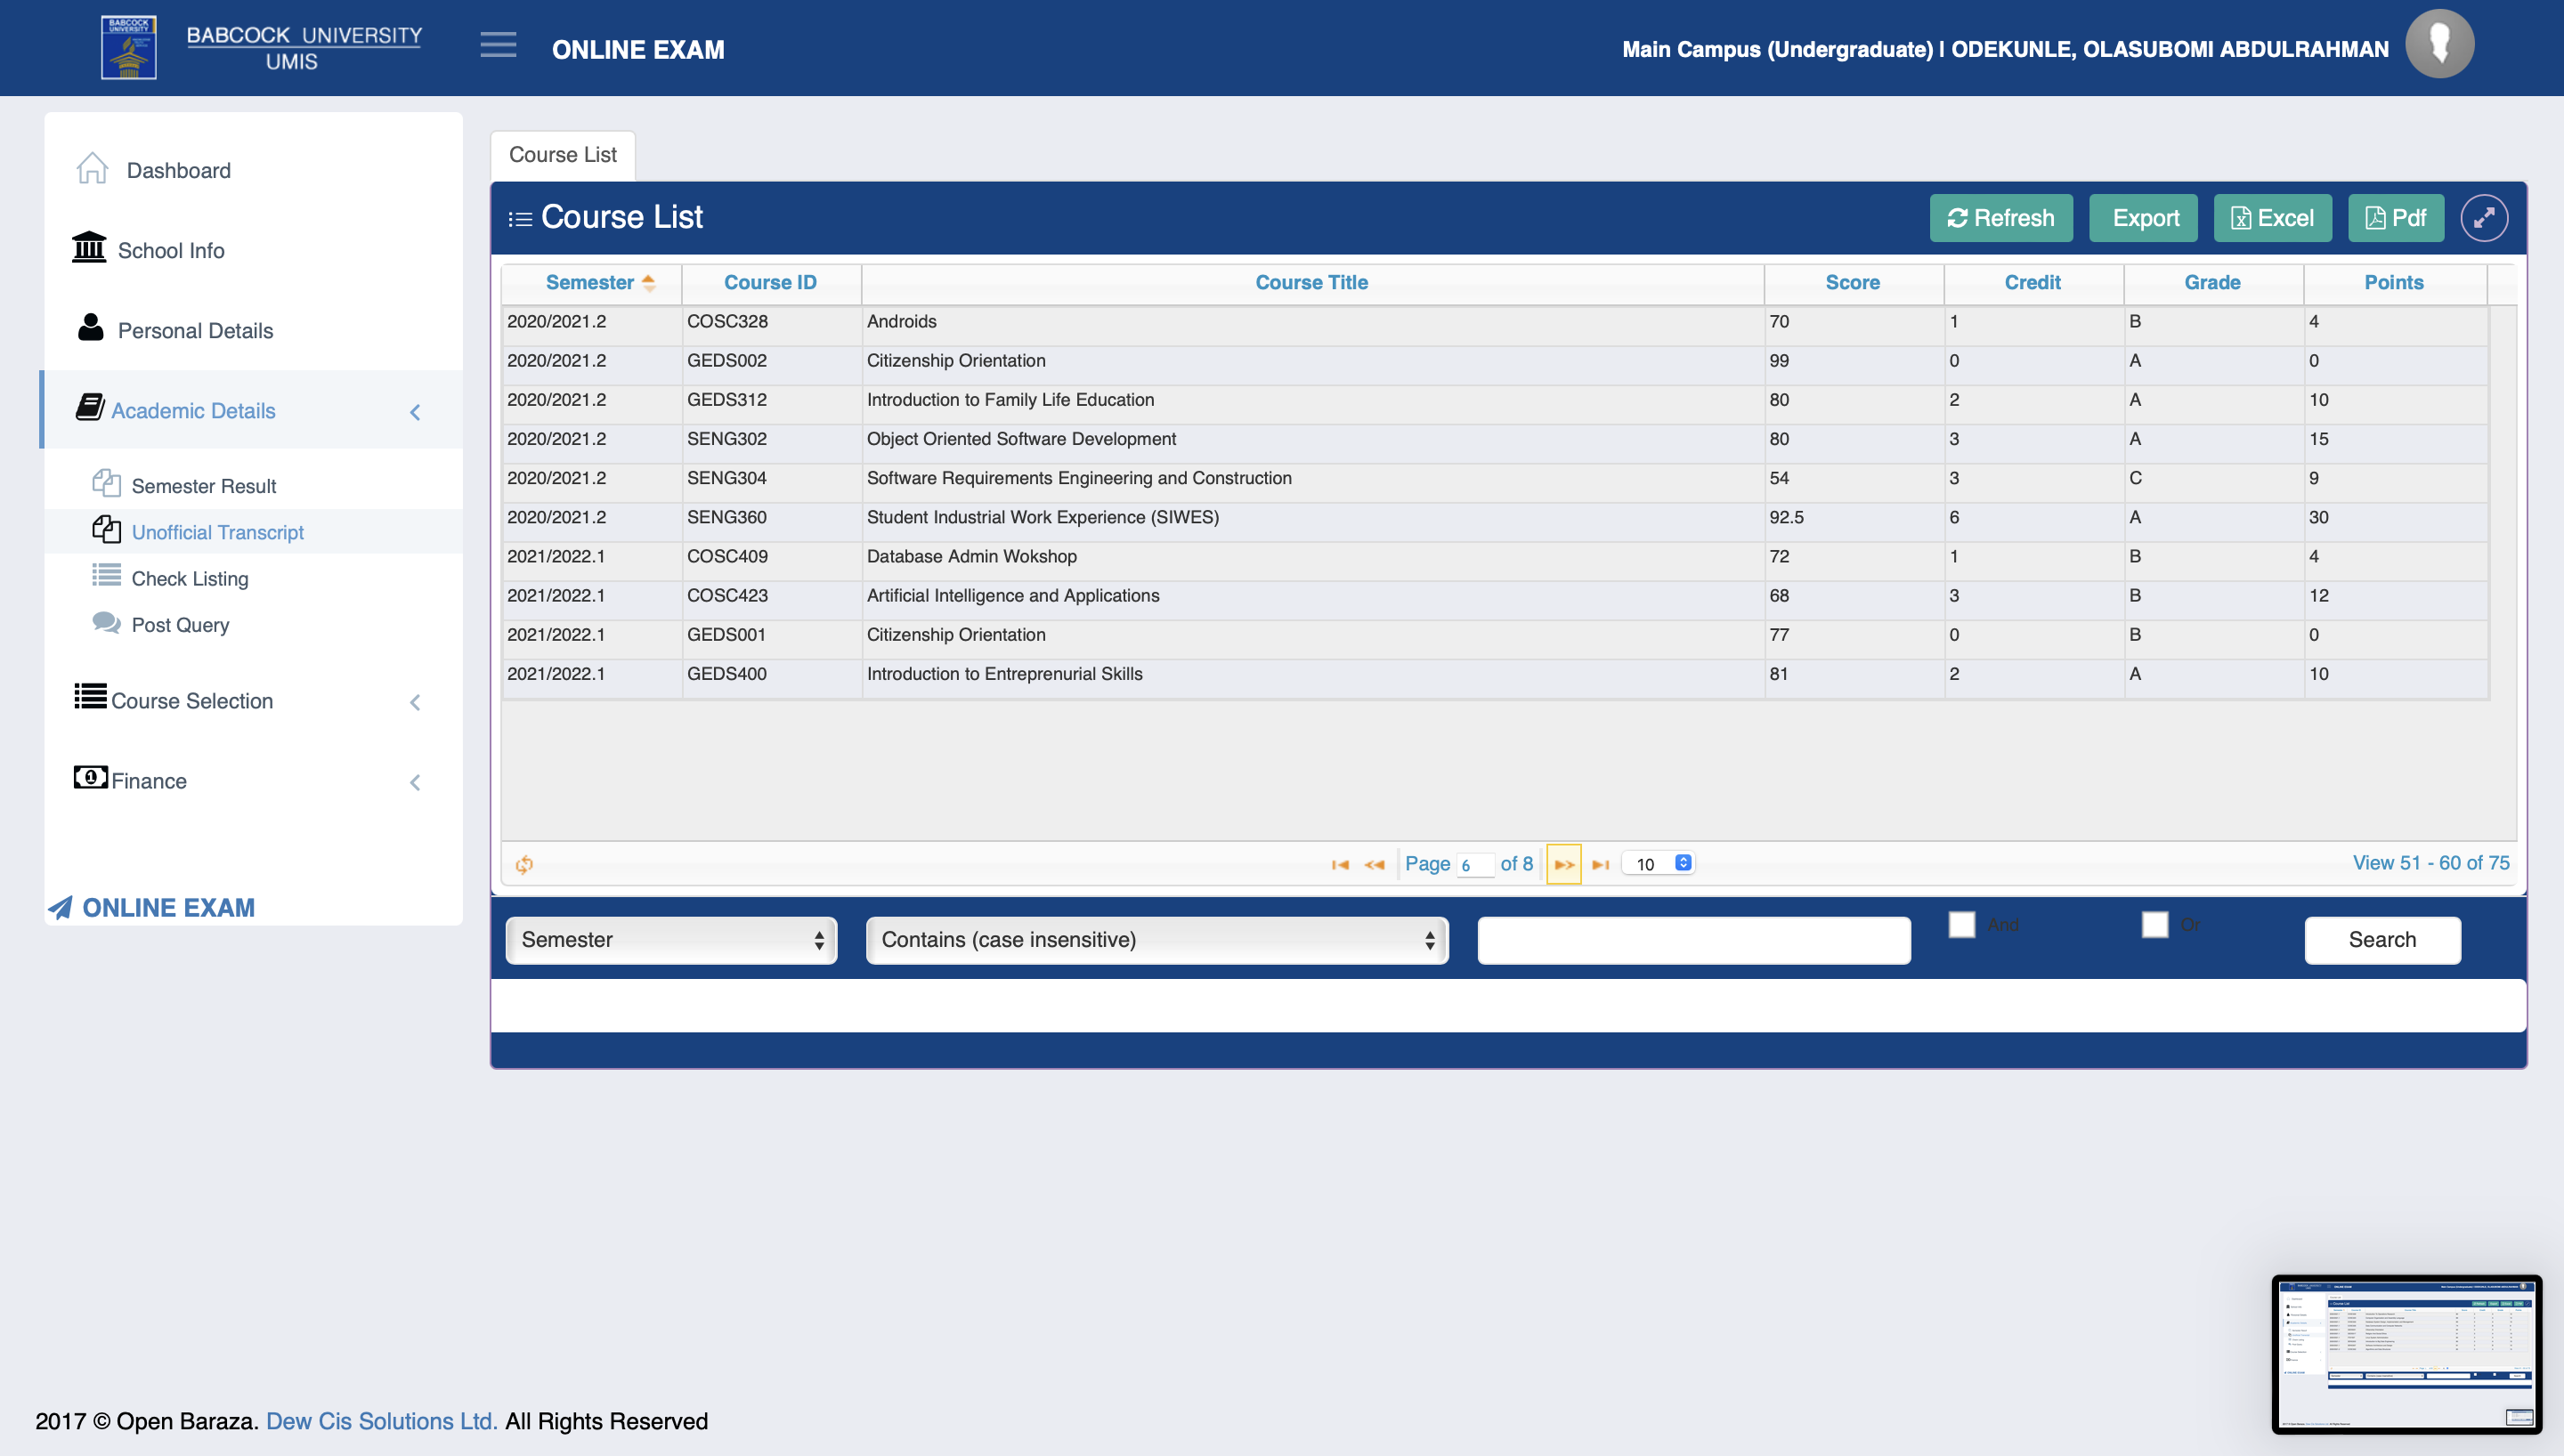 BABCOCK UNIVERSITY
BABCOCK UNIVERSITY
UMIS
ONLINE EXAM
Main Campus (Undergraduate) | ODEKUNLE, OLASUBOMI ABDULRAHMAN
Dashboard
School Info
Personal Details
Academic Details
Semester Result
Unofficial Transcript
Check Listing
Post Query
Course Selection
Finance
ONLINE EXAM
Course List
Course List
Refresh Export Excel Pdf
Semester Course ID Course Title Score Credit Grade Points
2020/2021.2 COSC328 Androids 70 1 B 4
2020/2021.2 GEDS002 Citizenship Orientation 99 0 A 0
2020/2021.2 GEDS312 Introduction to Family Life Education 80 2 A 10
2020/2021.2 SENG302 Object Oriented Software Development 80 3 A 15
2020/2021.2 SENG304 Software Requirements Engineering and Construction 54 3 C 9
2020/2021.2 SENG360 Student Industrial Work Experience (SIWES) 92.5 6 A 30
2021/2022.1 COSC409 Database Admin Wokshop 72 1 B 4
2021/2022.1 COSC423 Artificial Intelligence and Applications 68 3 B 12
2021/2022.1 GEDS001 Citizenship Orientation 77 0 B 0
2021/2022.1 GEDS400 Introduction to Entreprenurial Skills 81 2 A 10
Page 6 of 8 10 View 51 - 60 of 75
Semester Contains (case insensitive) And Or Search
2017 © Open Baraza. Dew Cis Solutions Ltd. All Rights Reserved